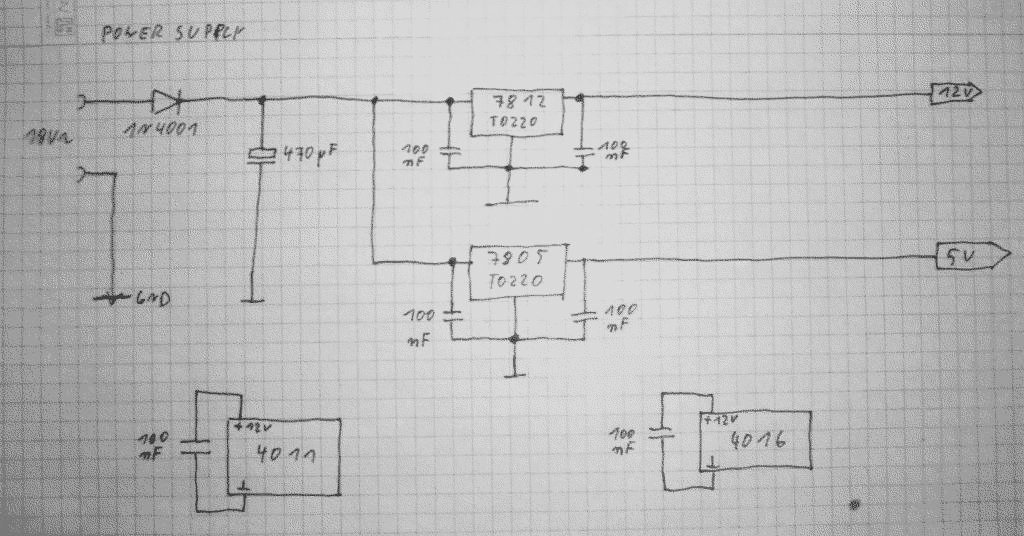 POWER SUPPLY
7812
TO220
12V
1N4001
18V~
470µF
100
nF
100
nF
7805
TO220
5V
GND
100
nF
100
nF
+12V
4011
100
nF
+12V
4016
100
nF